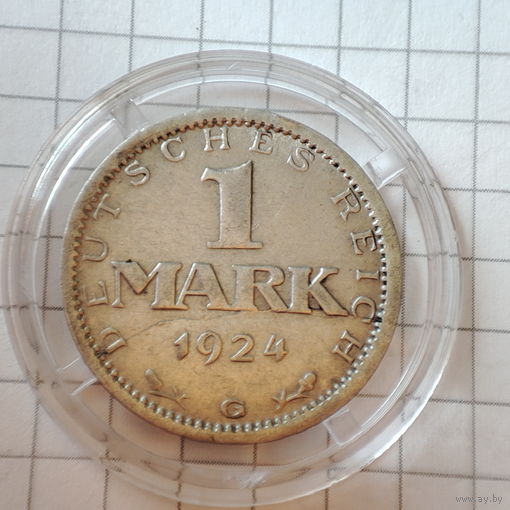 DEUTSCHES REICH
1
MARK
1924
G
www.ay.by